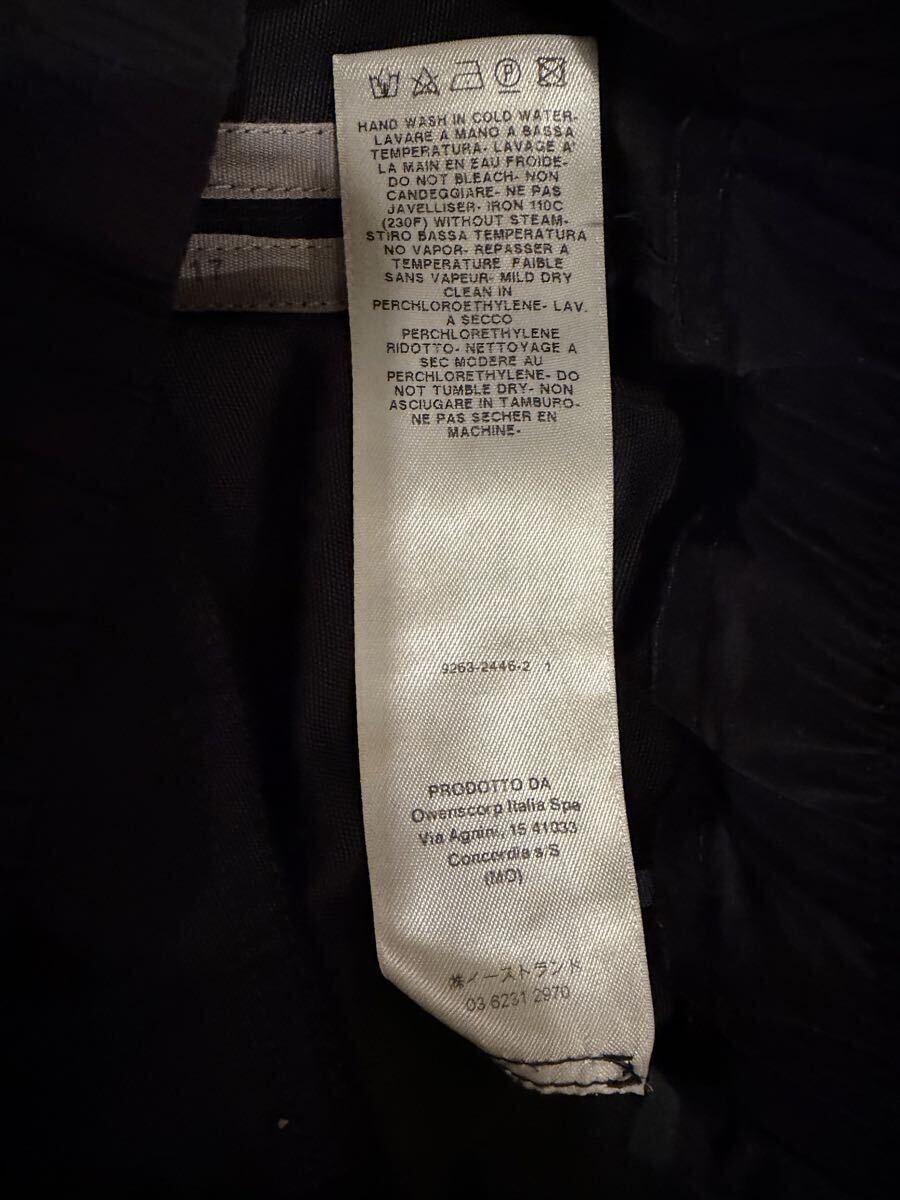 HAND WASH IN COLD WATER-
LAVARE A MANO A BASSA
TEMPERATURA- LAVAGE A'
LA MAIN EN EAU FROIDE-
DO NOT BLEACH- NON
CANDEGGIARE- NE PAS
JAVELLISER- IRON 110C
(230F) WITHOUT STEAM-
STIRO BASSA TEMPERATURA
NO VAPOR- REPASSER A
TEMPERATURE FAIBLE
SANS VAPEUR- MILD DRY
CLEAN IN
PERCHLOROETHYLENE- LAV.
A SECCO
PERCHLORETHYLENE
RIDOTTO- NETTOYAGE A
SEC MODERE AU
PERCHLORETHYLENE- DO
NOT TUMBLE DRY- NON
ASCIUGARE IN TAMBURO-
NE PAS SECHER EN
MACHINE-
9263-2446-2 1
PRODOTTO DA
Owenscorp Italia Spa
Via Agnini, 15 41033
Concordia s/S
(MO)
㈱イーストランド
03 6231 2970